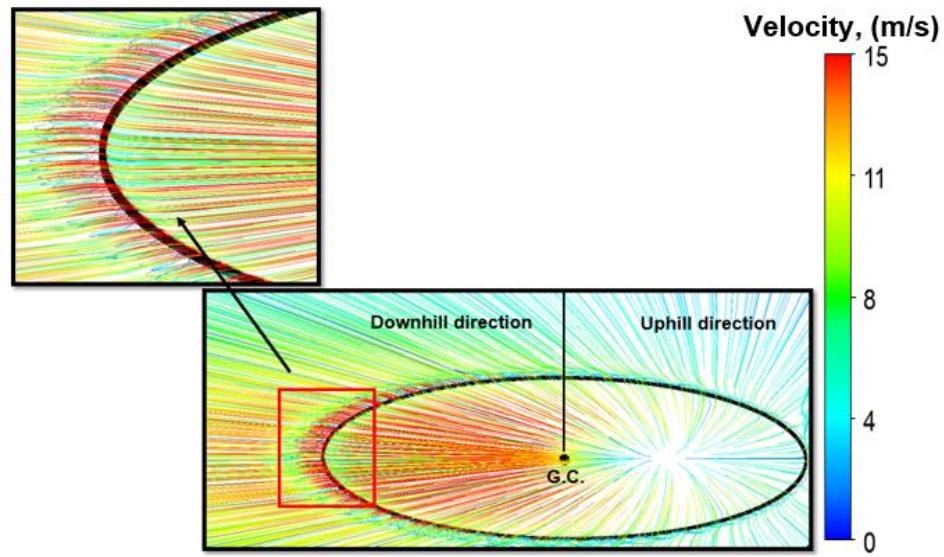 Velocity, (m/s)
15
11
8
4
0
Downhill direction
Uphill direction
G.C.